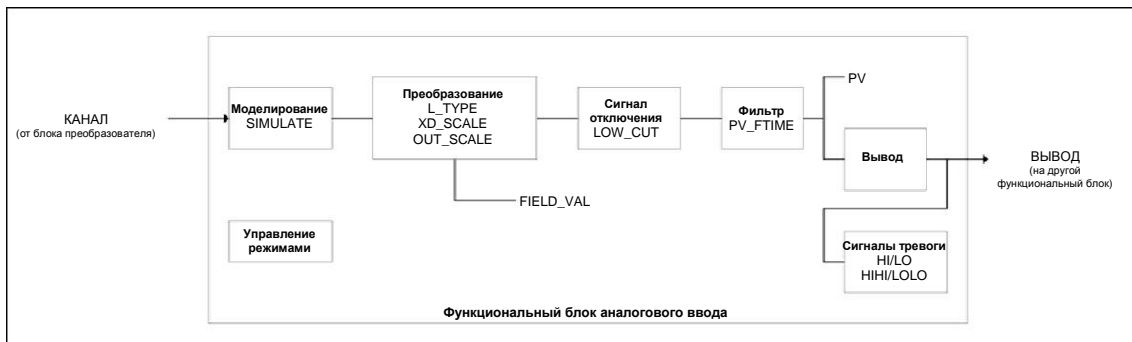 КАНАЛ
(от блока преобразователя)
Моделирование
SIMULATE
Преобразование
L_TYPE
XD_SCALE
OUT_SCALE
FIELD_VAL
Сигнал
отключения
LOW_CUT
Фильтр
PV_FTIME
PV
Вывод
ВЫВОД
(на другой
функциональный блок)
Управление
режимами
Сигналы тревоги
HI/LO
HIHI/LOLO
Функциональный блок аналогового ввода